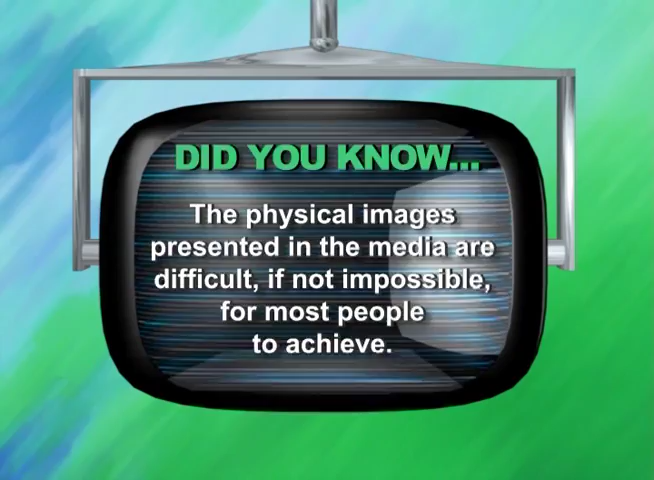 DID YOU KNOW...
The physical images
presented in the media are
difficult, if not impossible,
for most people
to achieve.